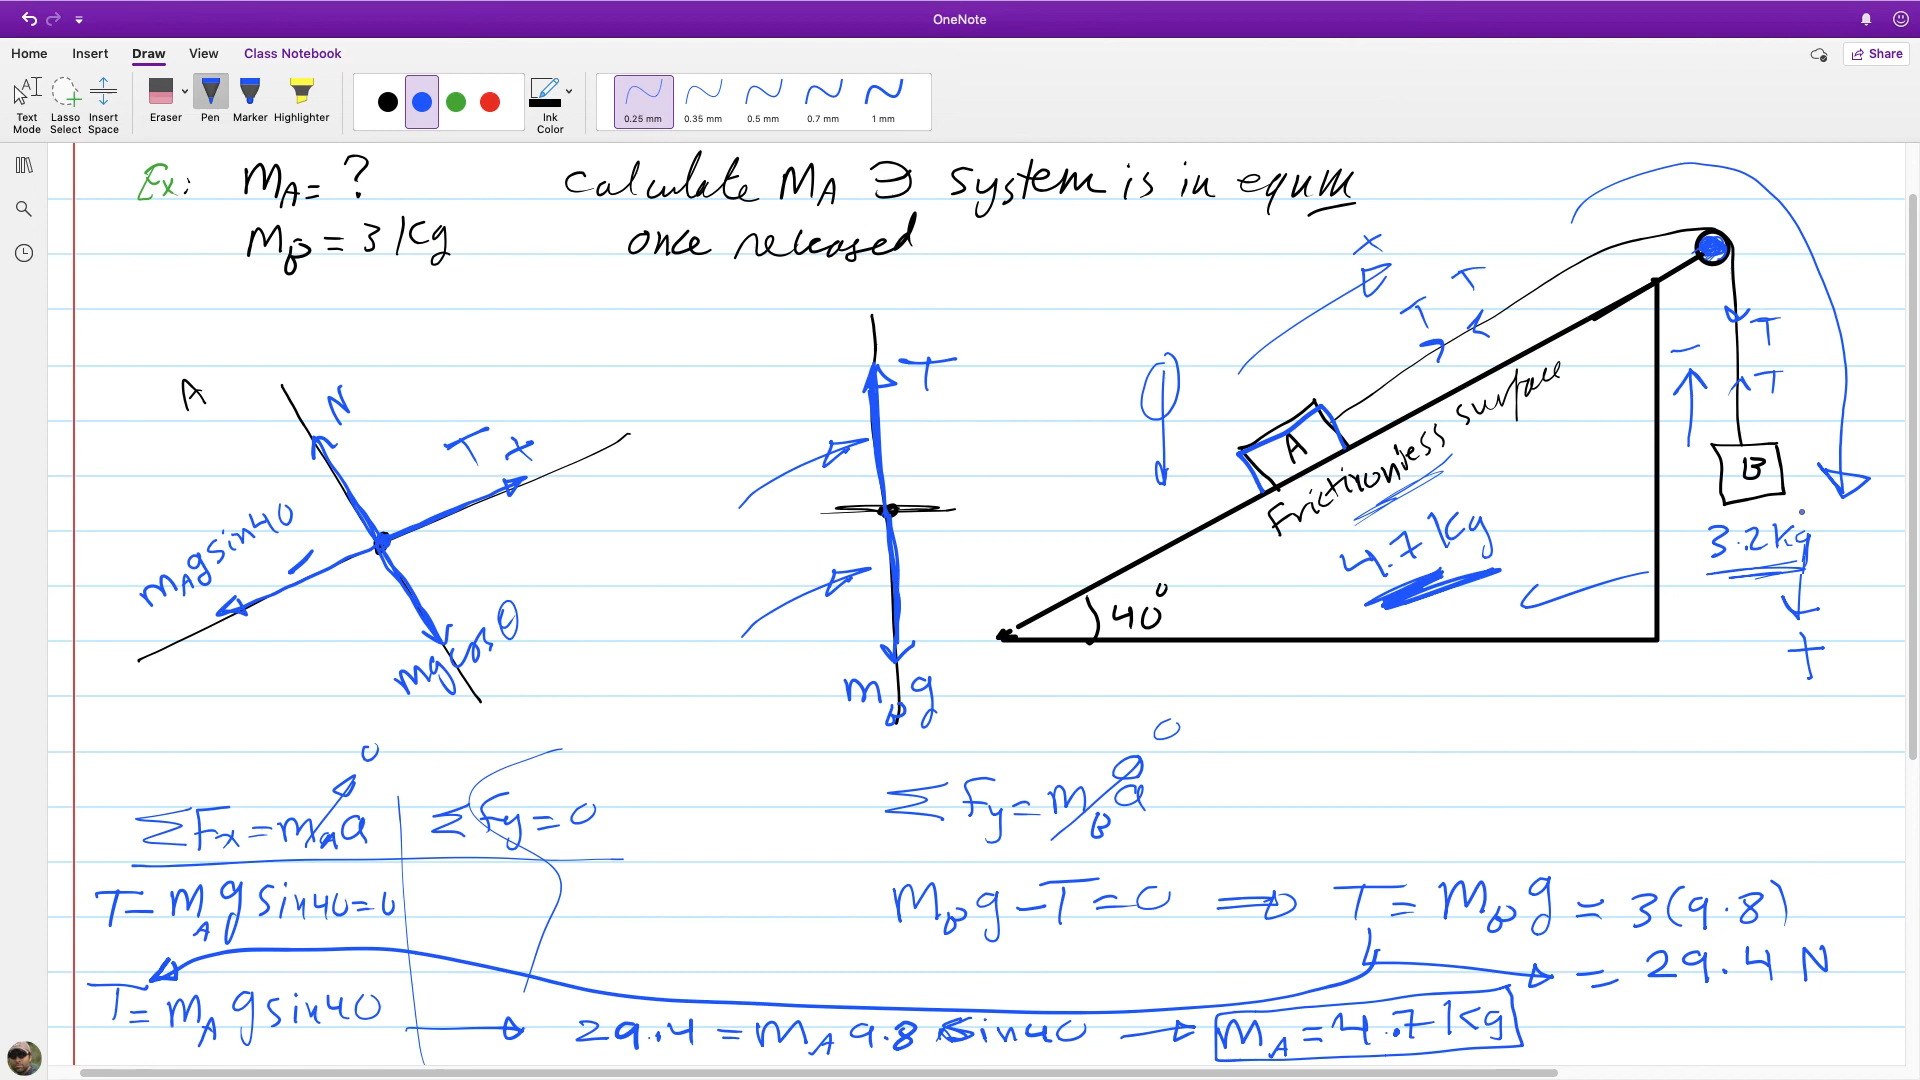 OneNote
Home Insert Draw View Class Notebook Share
Text Mode
Lasso Select
Insert Space
Eraser
Pen
Marker
Highlighter
Ink Color
0.25 mm
0.35 mm
0.5 mm
0.7 mm
1 mm
Ex: mA = ? Calculate MA ∋ system is in equm
MB = 3 Kg once released
x
T
T
T
T
-
A
N
T
x
mAgsin40
mgcosθ
T
mBg
A
B
Frictionless surface
4.7 Kg
3.2 Kg
+
40°
0
ΣFx = mAa
ΣFy = 0
0
ΣFy = mBa
T - mAg sin40 = 0
MBg - T = 0 ⟹ T = MBg = 3(9.8)
= 29.4 N
T = mAg sin40
→ 29.4 = mA 9.8 sin40 → mA = 4.7 Kg